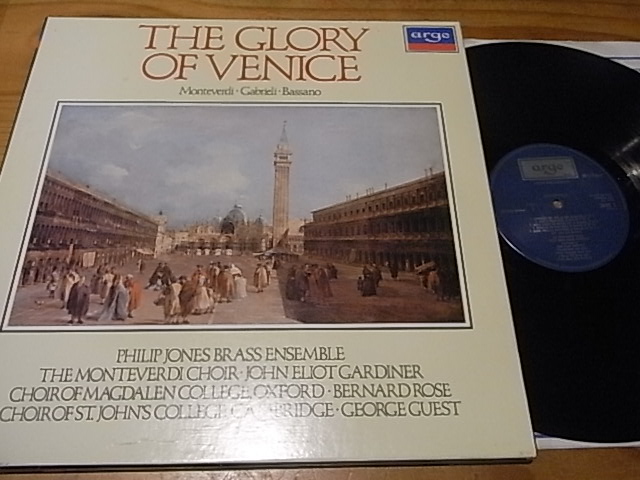 THE GLORY
OF VENICE
argo
Monteverdi · Gabrieli · Bassano
PHILIP JONES BRASS ENSEMBLE
THE MONTEVERDI CHOIR · JOHN ELIOT GARDINER
CHOIR OF MAGDALEN COLLEGE OXFORD · BERNARD ROSE
CHOIR OF ST. JOHN'S COLLEGE CAMBRIDGE · GEORGE GUEST
argo